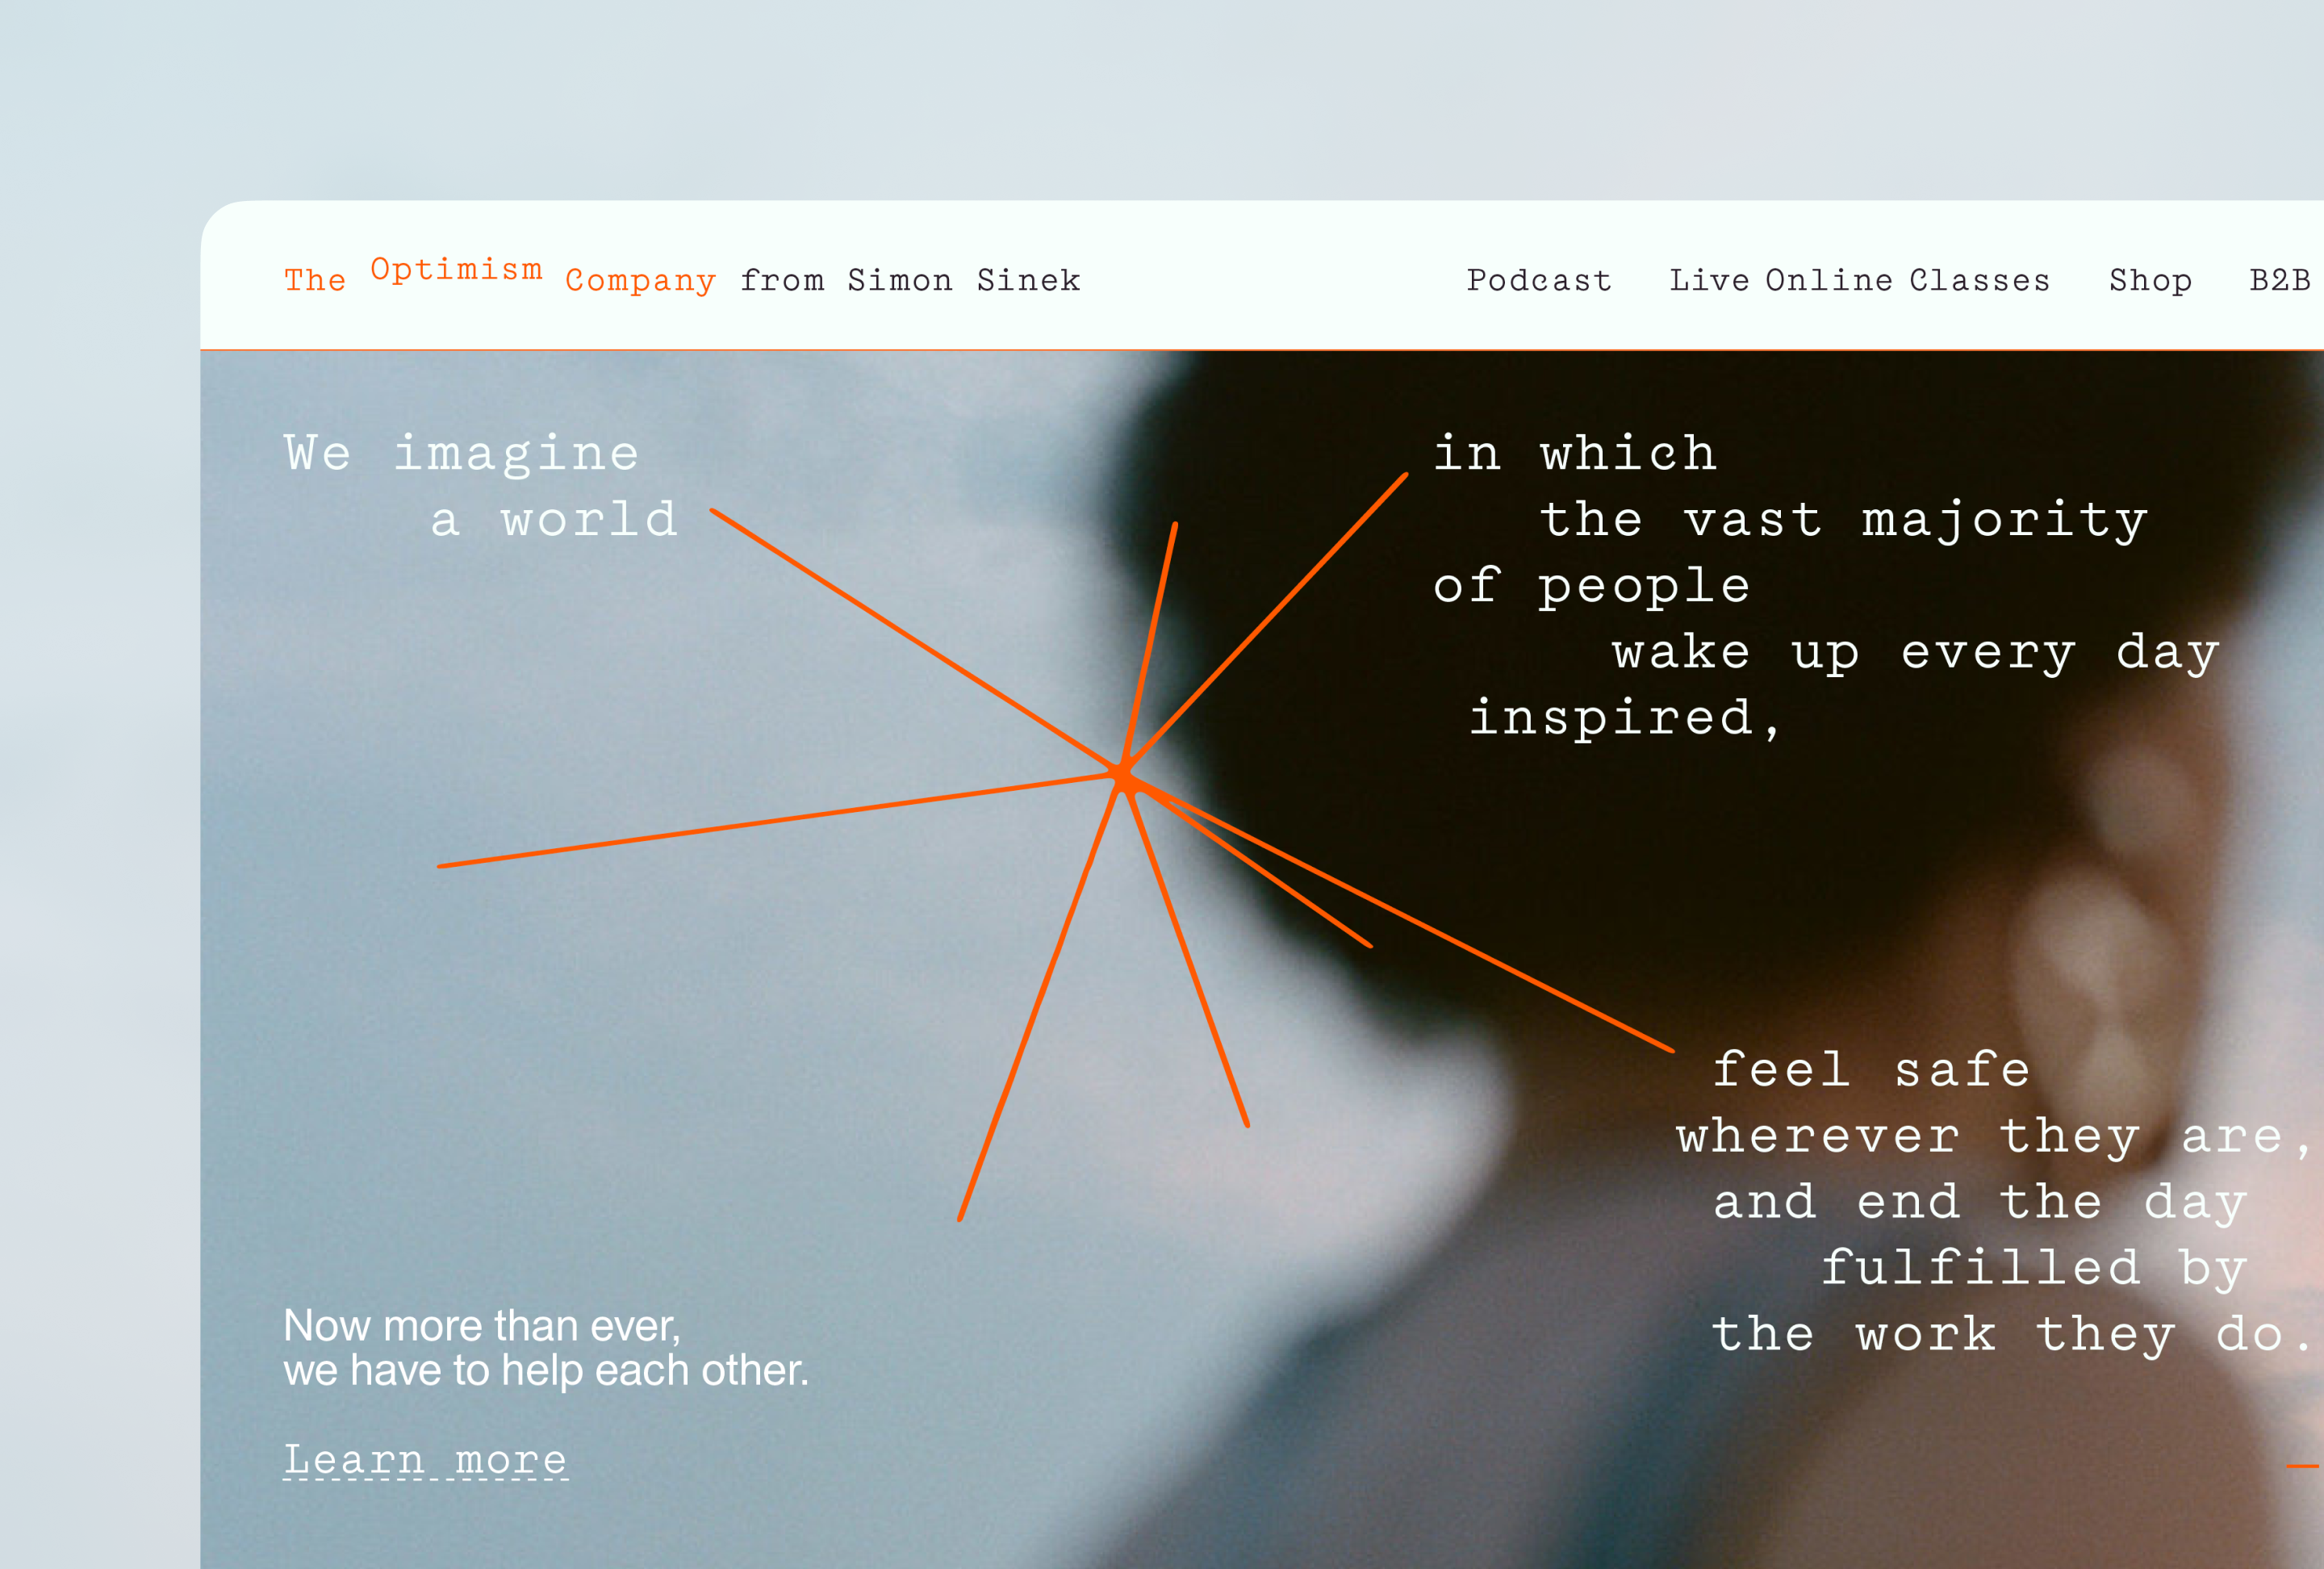 The Optimism Company from Simon Sinek
Podcast Live Online Classes Shop B2B
We imagine
a world
in which
the vast majority
of people
wake up every day
inspired,
feel safe
wherever they are,
and end the day
fulfilled by
the work they do.
Now more than ever,
we have to help each other.
Learn more